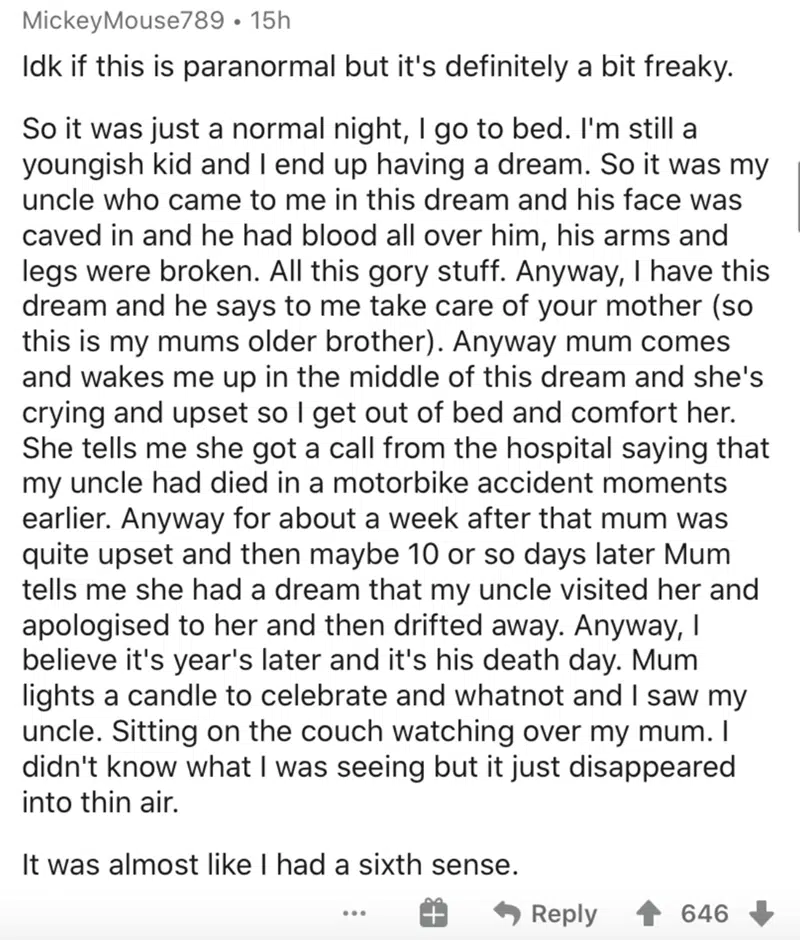 MickeyMouse789 • 15h
Idk if this is paranormal but it's definitely a bit freaky.
So it was just a normal night, I go to bed. I'm still a
youngish kid and I end up having a dream. So it was my
uncle who came to me in this dream and his face was
caved in and he had blood all over him, his arms and
legs were broken. All this gory stuff. Anyway, I have this
dream and he says to me take care of your mother (so
this is my mums older brother). Anyway mum comes
and wakes me up in the middle of this dream and she's
crying and upset so I get out of bed and comfort her.
She tells me she got a call from the hospital saying that
my uncle had died in a motorbike accident moments
earlier. Anyway for about a week after that mum was
quite upset and then maybe 10 or so days later Mum
tells me she had a dream that my uncle visited her and
apologised to her and then drifted away. Anyway, I
believe it's year's later and it's his death day. Mum
lights a candle to celebrate and whatnot and I saw my
uncle. Sitting on the couch watching over my mum. I
didn't know what I was seeing but it just disappeared
into thin air.
It was almost like I had a sixth sense.
... Reply 646